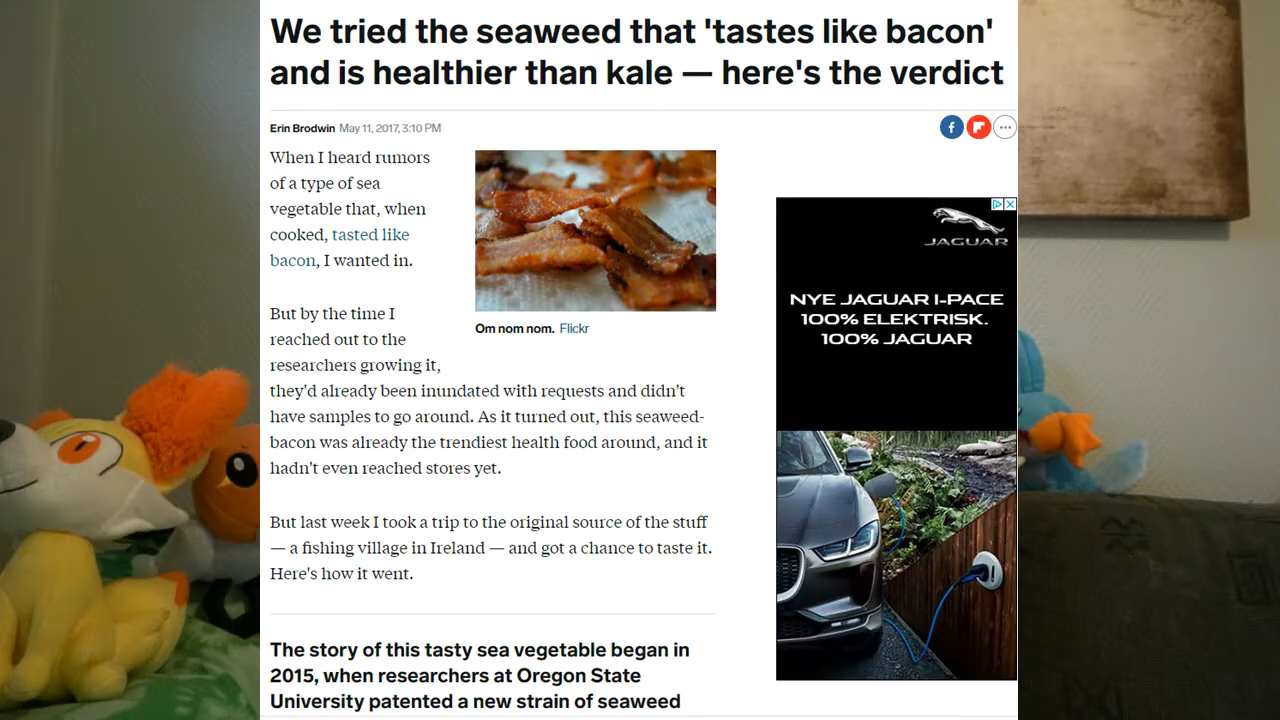 We tried the seaweed that 'tastes like bacon'
and is healthier than kale — here's the verdict
Erin Brodwin May 11, 2017, 3:10 PM
When I heard rumors
of a type of sea
vegetable that, when
cooked, tasted like
bacon, I wanted in.
Om nom nom. Flickr
But by the time I
reached out to the
researchers growing it,
they'd already been inundated with requests and didn't
have samples to go around. As it turned out, this seaweed-
bacon was already the trendiest health food around, and it
hadn't even reached stores yet.
But last week I took a trip to the original source of the stuff
— a fishing village in Ireland — and got a chance to taste it.
Here's how it went.
The story of this tasty sea vegetable began in
2015, when researchers at Oregon State
University patented a new strain of seaweed
JAGUAR
NYE JAGUAR I-PACE
100% ELEKTRISK.
100% JAGUAR